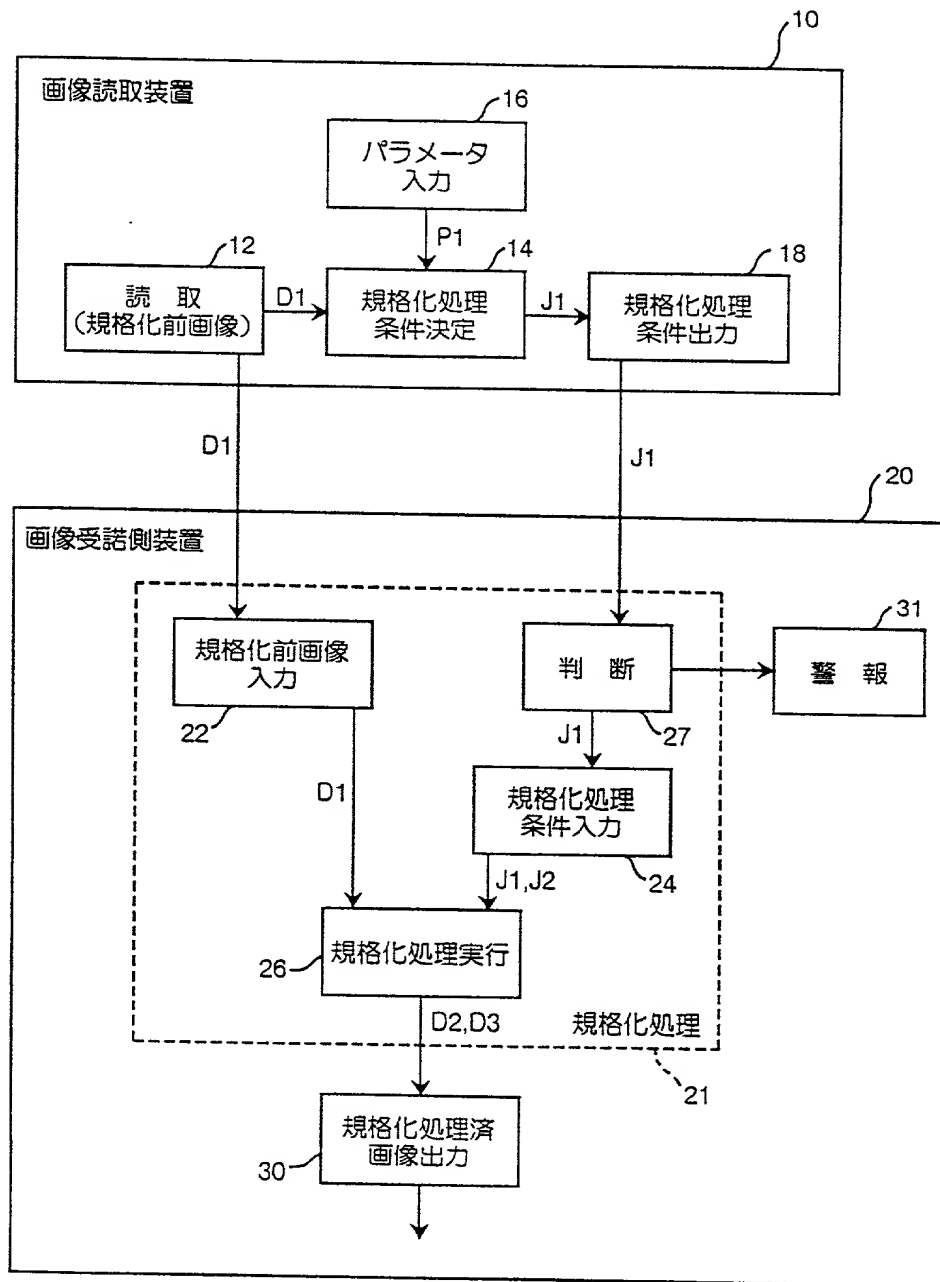 10
画像読取装置
16
パラメータ
入力
P1
12
14
18
読 取
(規格化前画像)
D1
規格化処理
条件決定
J1
規格化処理
条件出力
D1
J1
20
画像受諾側装置
規格化前画像
入力
22
判 断
27
31
警 報
J1
D1
規格化処理
条件入力
24
J1,J2
26
規格化処理実行
D2,D3
規格化処理
21
規格化処理済
画像出力
30